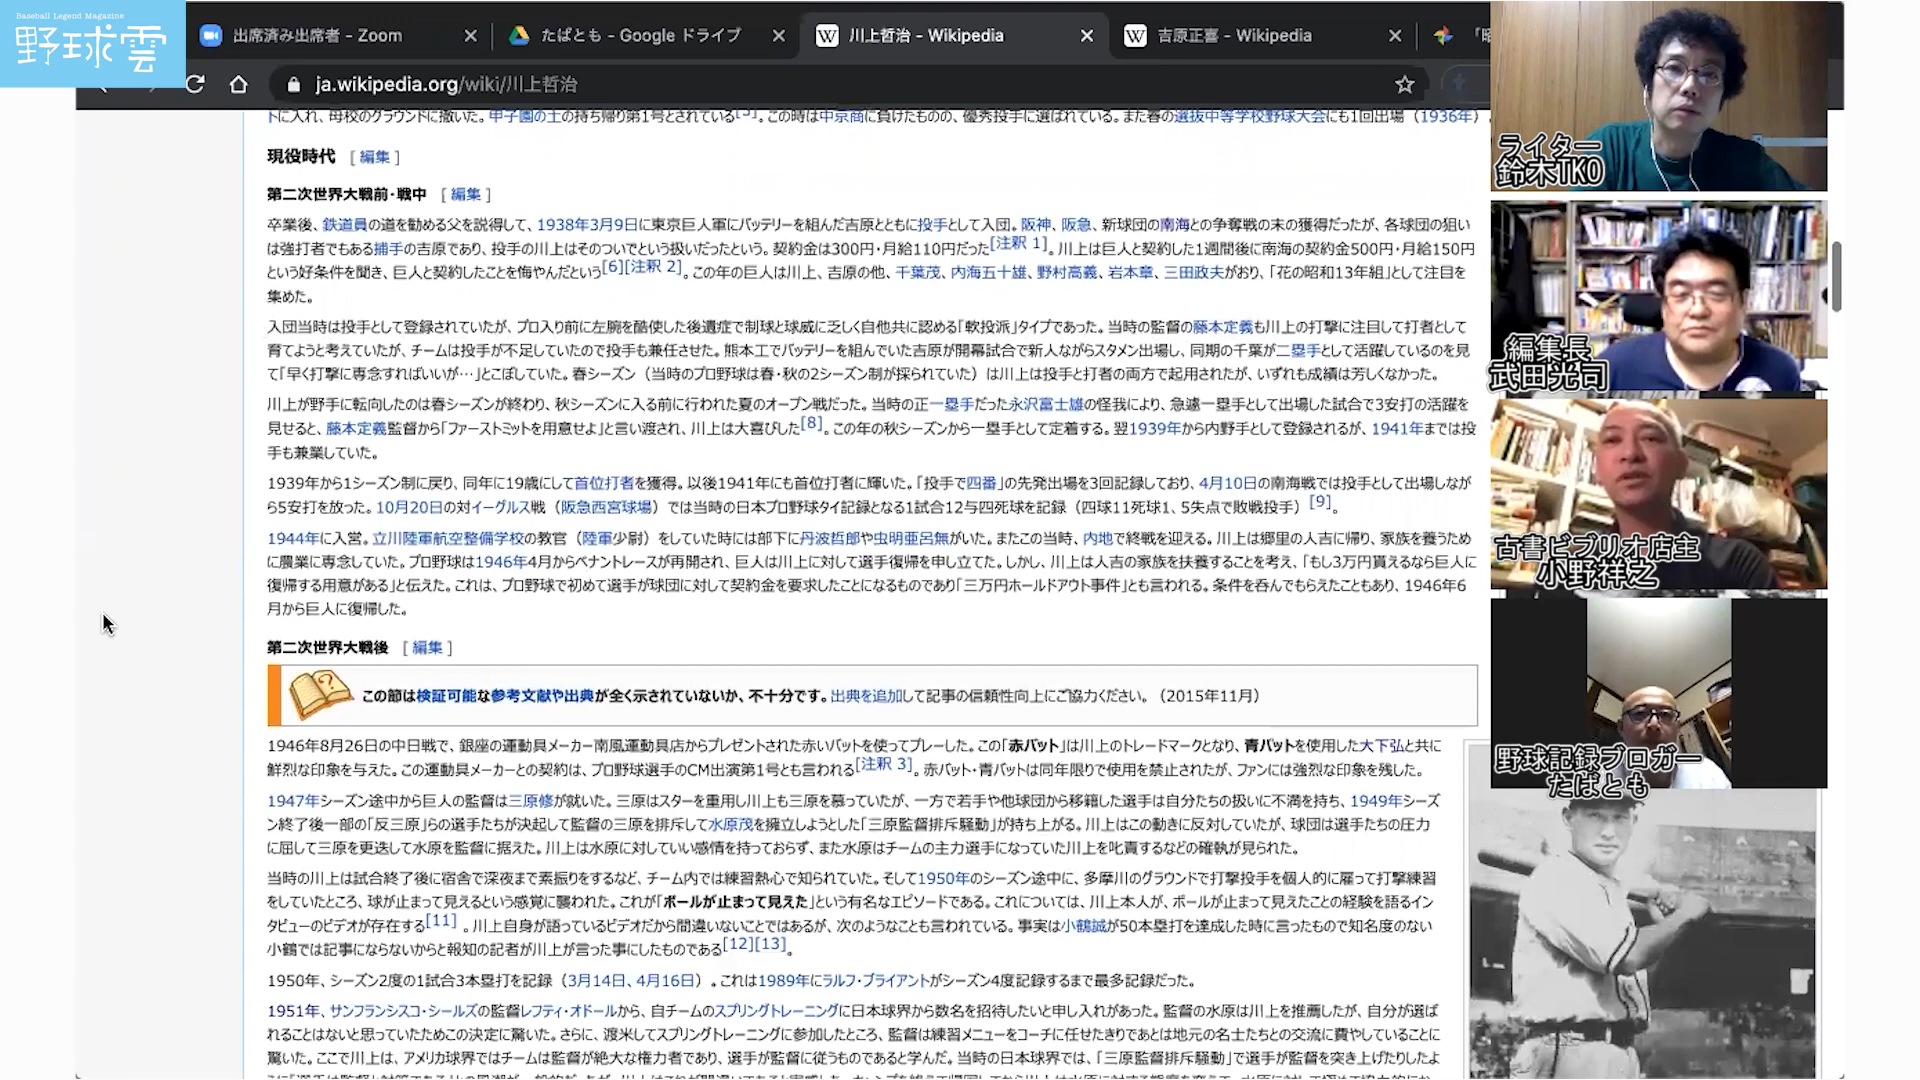 Baseball Legend Magazine
野球雲
出席済み出席者 - Zoom
たばとも - Google ドライブ
川上哲治 - Wikipedia
吉原正喜 - Wikipedia
ja.wikipedia.org/wiki/川上哲治
トに入れ、母校のグラウンドに撒いた。甲子園の土の持ち帰り第1号とされている[5]。この時は中京商に負けたものの、優秀投手に選ばれている。また春の選抜中等学校野球大会にも1回出場（1936年）。
現役時代 [編集]
第二次世界大戦前・戦中 [編集]
卒業後、鉄道員の道を勧める父を説得して、1938年3月9日に東京巨人軍にバッテリーを組んだ吉原とともに投手として入団。阪神、阪急、新球団の南海との争奪戦の末の獲得だったが、各球団の狙い
は強打者でもある捕手の吉原であり、投手の川上はそのついでという扱いだったという。契約金は300円・月給110円だった[注釈 1]。川上は巨人と契約した1週間後に南海の契約金500円・月給150円
という好条件を聞き、巨人と契約したことを悔やんだという[6][注釈 2]。この年の巨人は川上、吉原の他、千葉茂、内海五十雄、野村高義、岩本章、三田政夫がおり、「花の昭和13年組」として注目を
集めた。
入団当時は投手として登録されていたが、プロ入り前に左腕を酷使した後遺症で制球と球威に乏しく自他共に認める「軟投派」タイプであった。当時の監督の藤本定義も川上の打撃に注目して打者として
育てようと考えていたが、チームは投手が不足していたので投手も兼任させた。熊本工でバッテリーを組んでいた吉原が開幕試合で新人ながらスタメン出場し、同期の千葉が二塁手として活躍しているのを見
て「早く打撃に専念すればいいが…」とこぼしていた。春シーズン（当時のプロ野球は春・秋の2シーズン制が採られていた）は川上は投手と打者の両方で起用されたが、いずれも成績は芳しくなかった。
川上が野手に転向したのは春シーズンが終わり、秋シーズンに入る前に行われた夏のオープン戦だった。当時の正一塁手だった永沢富士雄の怪我により、急遽一塁手として出場した試合で3安打の活躍を
見せると、藤本定義監督から「ファーストミットを用意せよ」と言い渡され、川上は大喜びした[8]。この年の秋シーズンから一塁手として定着する。翌1939年から内野手として登録されるが、1941年までは投
手も兼業していた。
1939年から1シーズン制に戻り、同年に19歳にして首位打者を獲得。以後1941年にも首位打者に輝いた。「投手で四番」の先発出場を3回記録しており、4月10日の南海戦では投手として出場しなが
ら5安打を放った。10月20日の対イーグルス戦（阪急西宮球場）では当時の日本プロ野球タイ記録となる1試合12与四死球を記録（四球11死球1、5失点で敗戦投手）[9]。
1944年に入営。立川陸軍航空整備学校の教官（陸軍少尉）をしていた時には部下に丹波哲郎や虫明亜呂無がいた。またこの当時、内地で終戦を迎える。川上は郷里の人吉に帰り、家族を養うため
に農業に専念していた。プロ野球は1946年4月からペナントレースが再開され、巨人は川上に対して選手復帰を申し立てた。しかし、川上は人吉の家族を扶養することを考え、「もし3万円貰えるなら巨人に
復帰する用意がある」と伝えた。これは、プロ野球で初めて選手が球団に対して契約金を要求したことになるものであり「三万円ホールドアウト事件」とも言われる。条件を呑んでもらえたこともあり、1946年6
月から巨人に復帰した。
第二次世界大戦後 [編集]
この節は検証可能な参考文献や出典が全く示されていないか、不十分です。出典を追加して記事の信頼性向上にご協力ください。（2015年11月）
1946年8月26日の中日戦で、銀座の運動具メーカー南風運動具店からプレゼントされた赤いバットを使ってプレーした。この「赤バット」は川上のトレードマークとなり、青バットを使用した大下弘と共に
鮮烈な印象を与えた。この運動具メーカーとの契約は、プロ野球選手のCM出演第1号とも言われる[注釈 3]。赤バット・青バットは同年限りで使用を禁止されたが、ファンには強烈な印象を残した。
1947年シーズン途中から巨人の監督は三原修が就いた。三原はスターを重用し川上も三原を慕っていたが、一方で若手や他球団から移籍した選手は自分たちの扱いに不満を持ち、1949年シーズ
ン終了後一部の「反三原」らの選手たちが決起して監督の三原を排斥して水原茂を擁立しようとした「三原監督排斥騒動」が持ち上がる。川上はこの動きに反対していたが、球団は選手たちの圧力
に屈して三原を更迭して水原を監督に据えた。川上は水原に対していい感情を持っておらず、また水原はチームの主力選手になっていた川上を叱責するなどの確執が見られた。
当時の川上は試合終了後に宿舎で深夜まで素振りをするなど、チーム内では練習熱心で知られていた。そして1950年のシーズン途中に、多摩川のグラウンドで打撃投手を個人的に雇って打撃練習
をしていたところ、球が止まって見えるという感覚に襲われた。これが「ボールが止まって見えた」という有名なエピソードである。これについては、川上本人が、ボールが止まって見えたことの経験を語るイン
タビューのビデオが存在する[11]。川上自身が語っているビデオだから間違いないことではあるが、次のようなことも言われている。事実は小鶴誠が50本塁打を達成した時に言ったもので知名度のない
小鶴では記事にならないからと報知の記者が川上が言った事にしたものである[12][13]。
1950年、シーズン2度の1試合3本塁打を記録（3月14日、4月16日）。これは1989年にラルフ・ブライアントがシーズン4度記録するまで最多記録だった。
1951年、サンフランシスコ・シールズの監督レフティ・オドールから、自チームのスプリングトレーニングに日本球界から数名を招待したいと申し入れがあった。監督の水原は川上を推薦したが、自分が選ば
れることはないと思っていたためこの決定に驚いた。さらに、渡米してスプリングトレーニングに参加したところ、監督は練習メニューをコーチに任せたきりであとは地元の名士たちとの交流に費やしていることに
驚いた。ここで川上は、アメリカ球界ではチームは監督が絶大な権力者であり、選手が監督に従うものであると学んだ。当時の日本球界では、「三原監督排斥騒動」で選手が監督を突き上げたりしたよ
ライター
鈴木TKO
編集長
武田光司
古書ビブリオ店主
小野祥之
野球記録ブロガー
たばとも